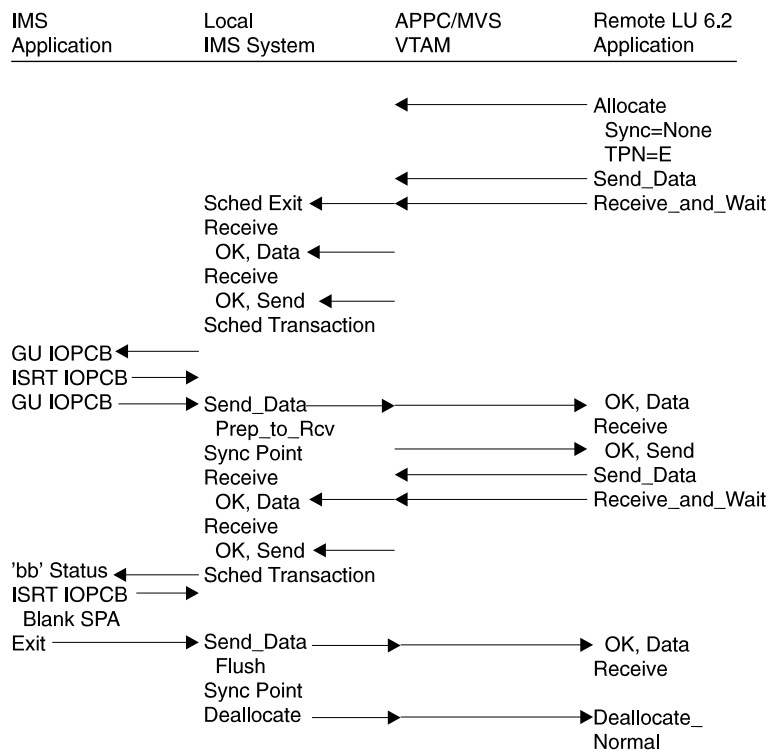 IMS Local APPC/MVS Remote LU 6.2
Application IMS System VTAM Application
Allocate
Sync=None
TPN=E
Send_Data
Sched Exit Receive_and_Wait
Receive
OK, Data
Receive
OK, Send
Sched Transaction
GU IOPCB
ISRT IOPCB
GU IOPCB Send_Data OK, Data
Prep_to_Rcv Receive
Sync Point OK, Send
Receive Send_Data
OK, Data Receive_and_Wait
Receive
OK, Send
'bb' Status Sched Transaction
ISRT IOPCB
Blank SPA
Exit Send_Data OK, Data
Flush Receive
Sync Point
Deallocate Deallocate_
Normal